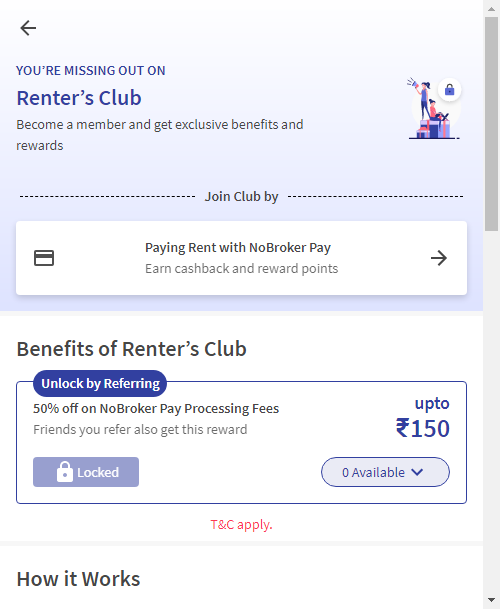 YOU'RE MISSING OUT ON
Renter's Club
Become a member and get exclusive benefits and
rewards
Join Club by
Paying Rent with NoBroker Pay
Earn cashback and reward points
Benefits of Renter's Club
Unlock by Referring
50% off on NoBroker Pay Processing Fees
Friends you refer also get this reward
upto
₹150
Locked
0 Available
T&C apply.
How it Works